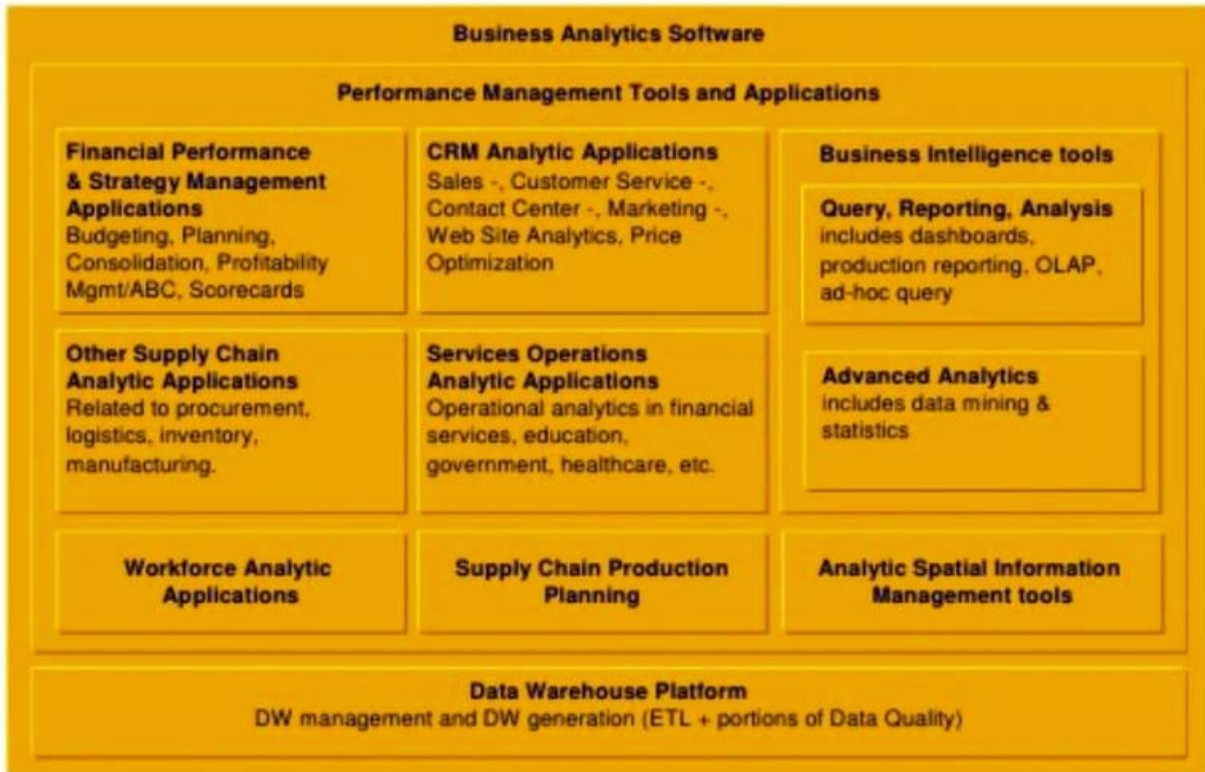 Business Analytics Software
Performance Management Tools and Applications
Financial Performance
& Strategy Management
Applications
Budgeting, Planning,
Consolidation, Profitability
Mgmt/ABC, Scorecards
CRM Analytic Applications
Sales -, Customer Service -,
Contact Center -, Marketing -,
Web Site Analytics, Price
Optimization
Business Intelligence tools
Query, Reporting, Analysis
includes dashboards,
production reporting, OLAP,
ad-hoc query
Other Supply Chain
Analytic Applications
Related to procurement,
logistics, inventory,
manufacturing.
Services Operations
Analytic Applications
Operational analytics in financial
services, education,
government, healthcare, etc.
Advanced Analytics
includes data mining &
statistics
Workforce Analytic
Applications
Supply Chain Production
Planning
Analytic Spatial Information
Management tools
Data Warehouse Platform
DW management and DW generation (ETL + portions of Data Quality)